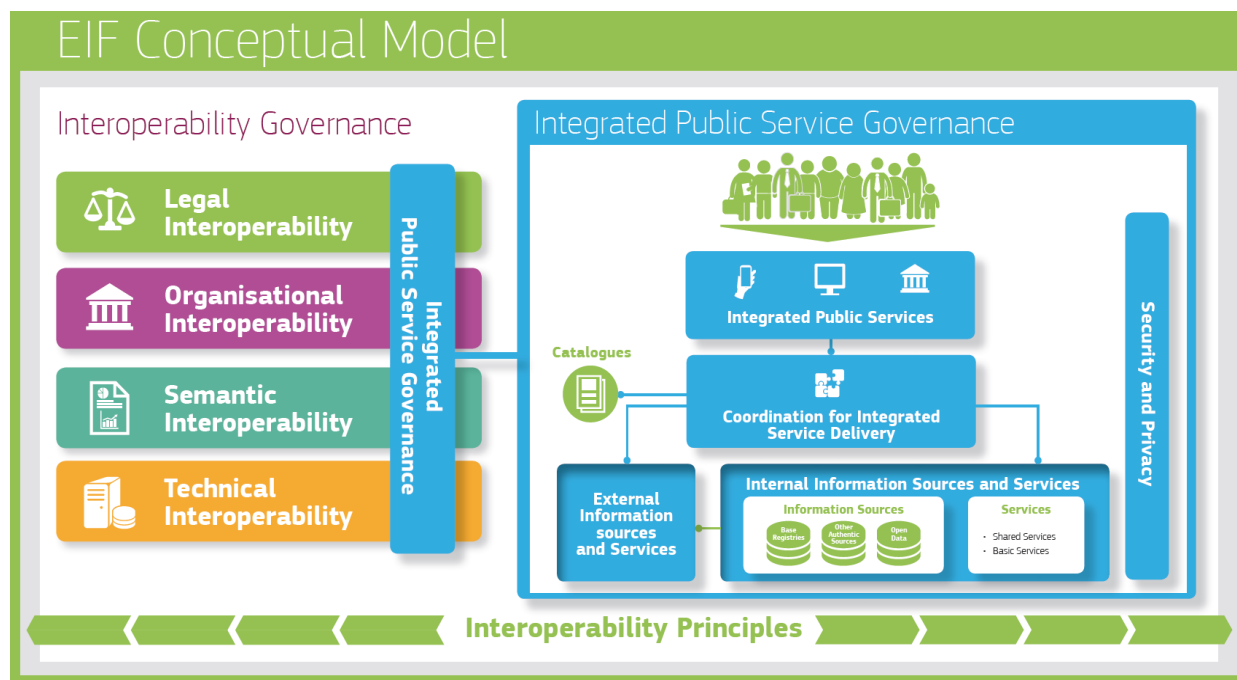 EIF Conceptual Model
Interoperability Governance
Legal
Interoperability
Organisational
Interoperability
Semantic
Interoperability
Technical
Interoperability
Integrated
Public Service Governance
Integrated Public Service Governance
Integrated Public Services
Catalogues
Coordination for Integrated
Service Delivery
External
Information
sources
and Services
Internal Information Sources and Services
Information Sources
Base
Registries
Other
Authentic
Sources
Open
Data
Services
• Shared Services
• Basic Services
Security and Privacy
Interoperability Principles